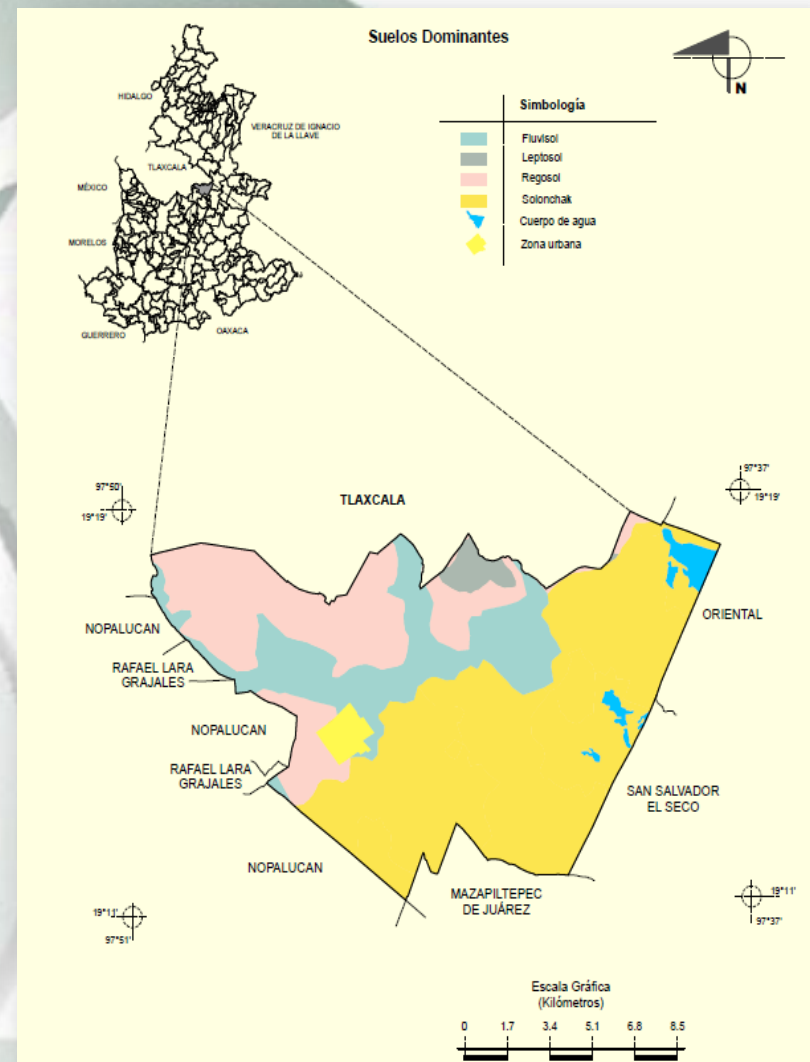 Suelos Dominantes
N
HIDALGO
VERACRUZ DE IGNACIO
DE LA LLAVE
TLAXCALA
MÉXICO
MORELOS
GUERRERO
OAXACA
Simbología
Fluvisol
Leptosol
Regosol
Solonchak
Cuerpo de agua
Zona urbana
97°50'
19°19'
TLAXCALA
97°37'
19°19'
NOPALUCAN
ORIENTAL
RAFAEL LARA
GRAJALES
NOPALUCAN
RAFAEL LARA
GRAJALES
SAN SALVADOR
EL SECO
NOPALUCAN
MAZAPILTEPEC
DE JUÁREZ
19°11'
97°51'
19°11'
97°37'
Escala Gráfica
(Kilómetros)
0 1.7 3.4 5.1 6.8 8.5